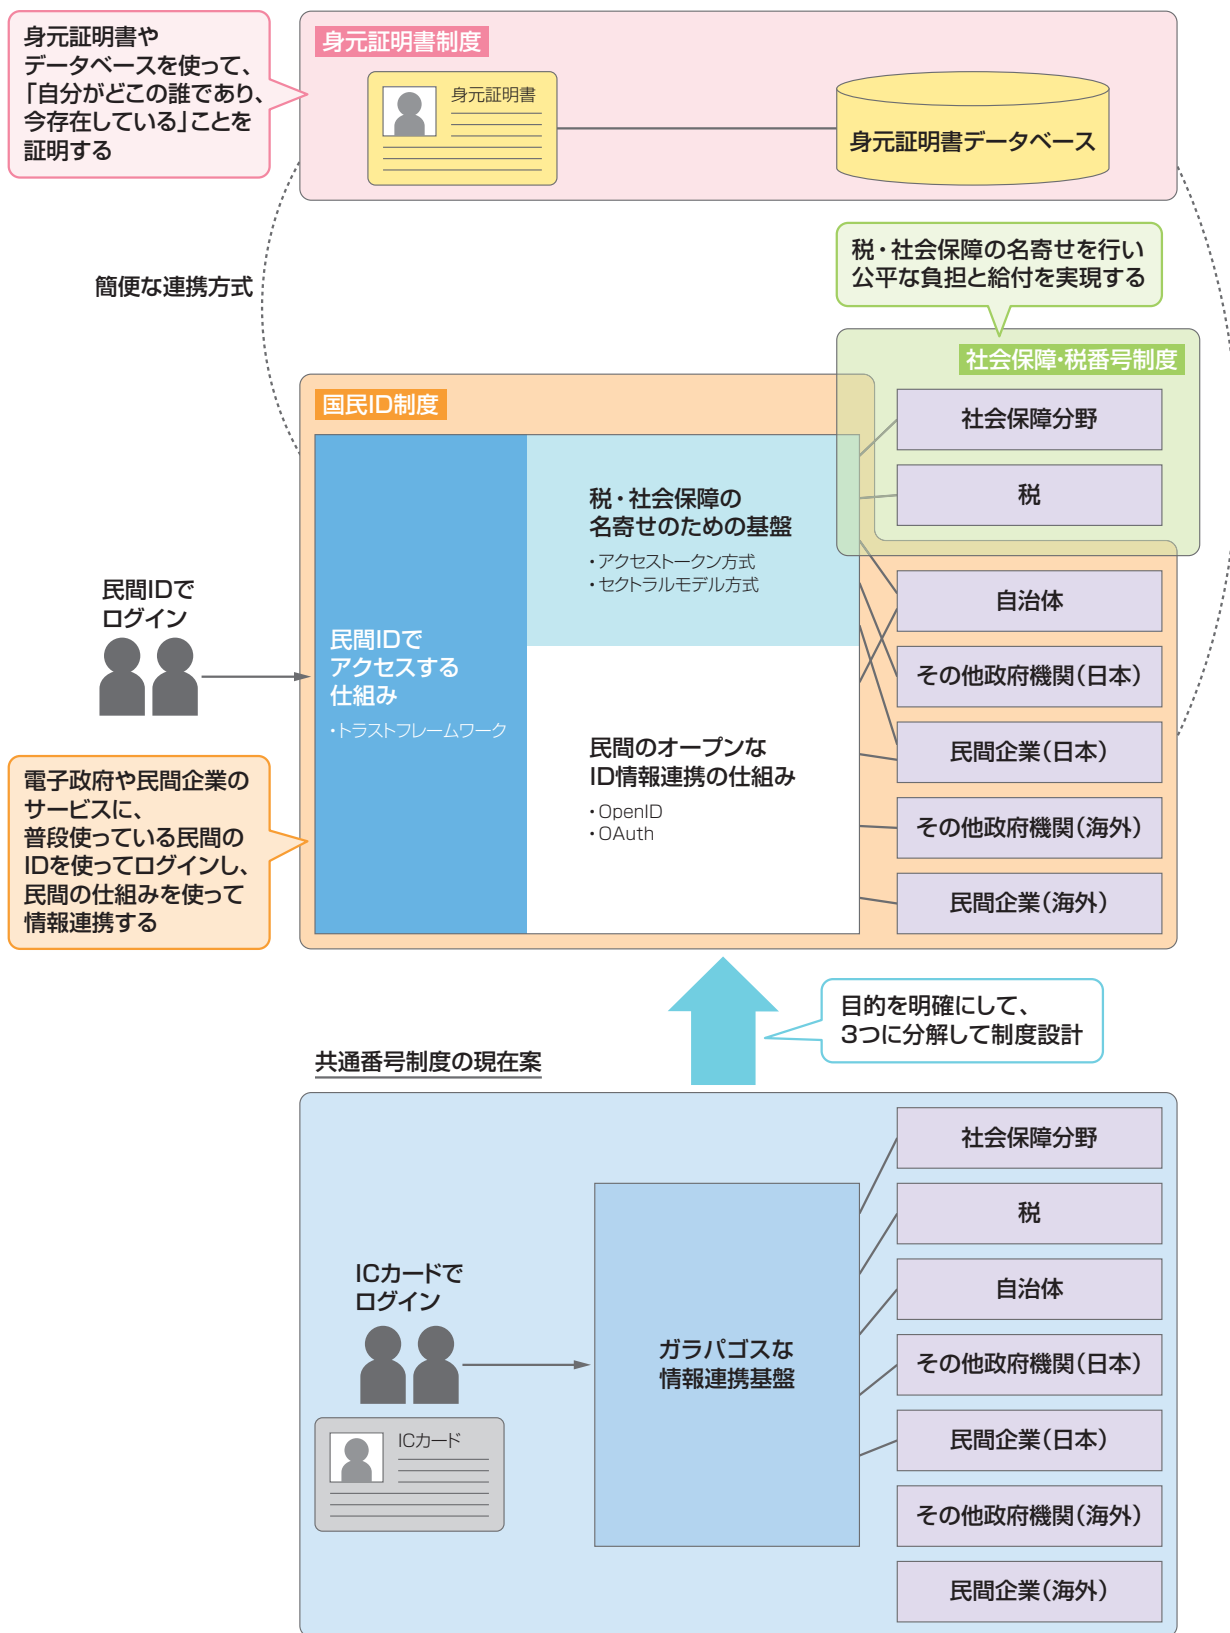 身元証明書や
データベースを使って、
「自分がどこの誰であり、
今存在している」ことを
証明する
身元証明書制度
身元証明書
身元証明書データベース
簡便な連携方式
税・社会保障の名寄せを行い
公平な負担と給付を実現する
社会保障・税番号制度
国民ID制度
社会保障分野
税
税・社会保障の
名寄せのための基盤
・アクセストークン方式
・セクトラルモデル方式
民間IDで
ログイン
民間IDで
アクセスする
仕組み
・トラストフレームワーク
自治体
その他政府機関（日本）
民間のオープンな
ID情報連携の仕組み
・OpenID
・OAuth
民間企業（日本）
その他政府機関（海外）
民間企業（海外）
電子政府や民間企業の
サービスに、
普段使っている民間の
IDを使ってログインし、
民間の仕組みを使って
情報連携する
目的を明確にして、
3つに分解して制度設計
共通番号制度の現在案
社会保障分野
税
自治体
ICカードで
ログイン
ガラパゴスな
情報連携基盤
その他政府機関（日本）
ICカード
民間企業（日本）
その他政府機関（海外）
民間企業（海外）